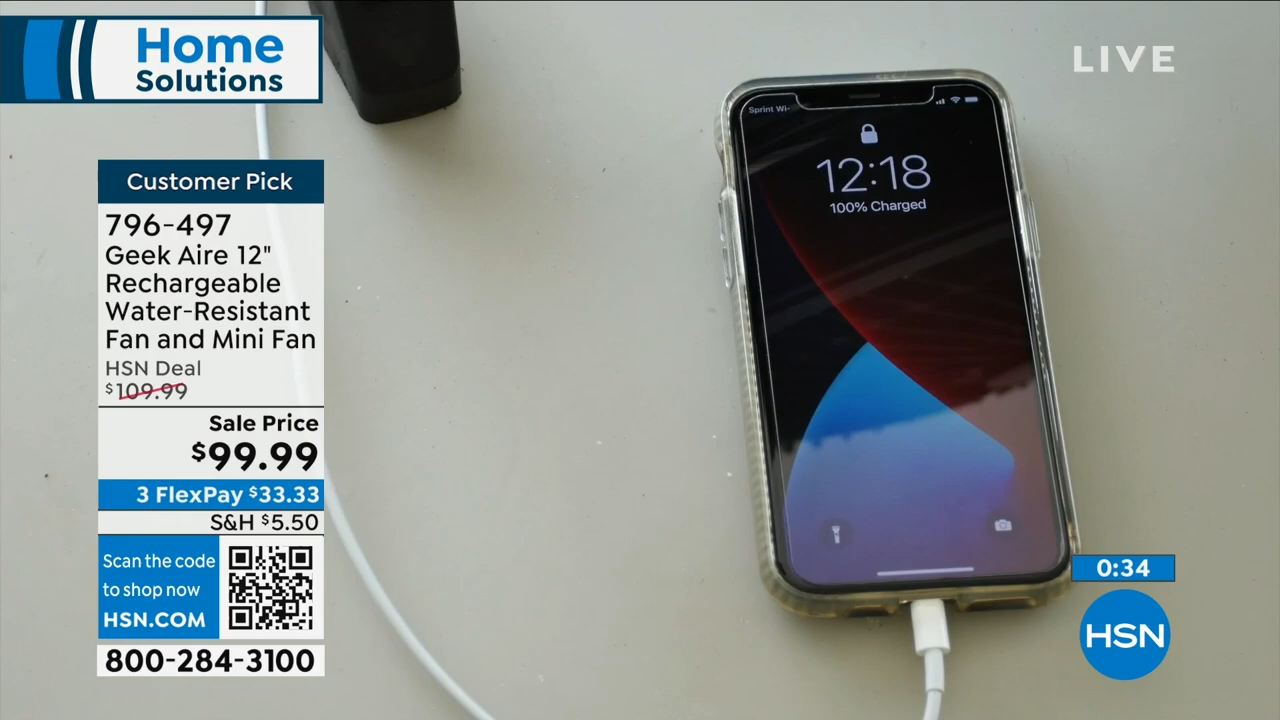 Home
Solutions
LIVE
Customer Pick
796-497
Geek Aire 12"
Rechargeable
Water-Resistant
Fan and Mini Fan
HSN Deal
$109.99
Sale Price
$99.99
3 FlexPay $33.33
S&H $5.50
Scan the code
to shop now
HSN.COM
800-284-3100
Sprint Wi-
12:18
100% Charged
0:34
HSN